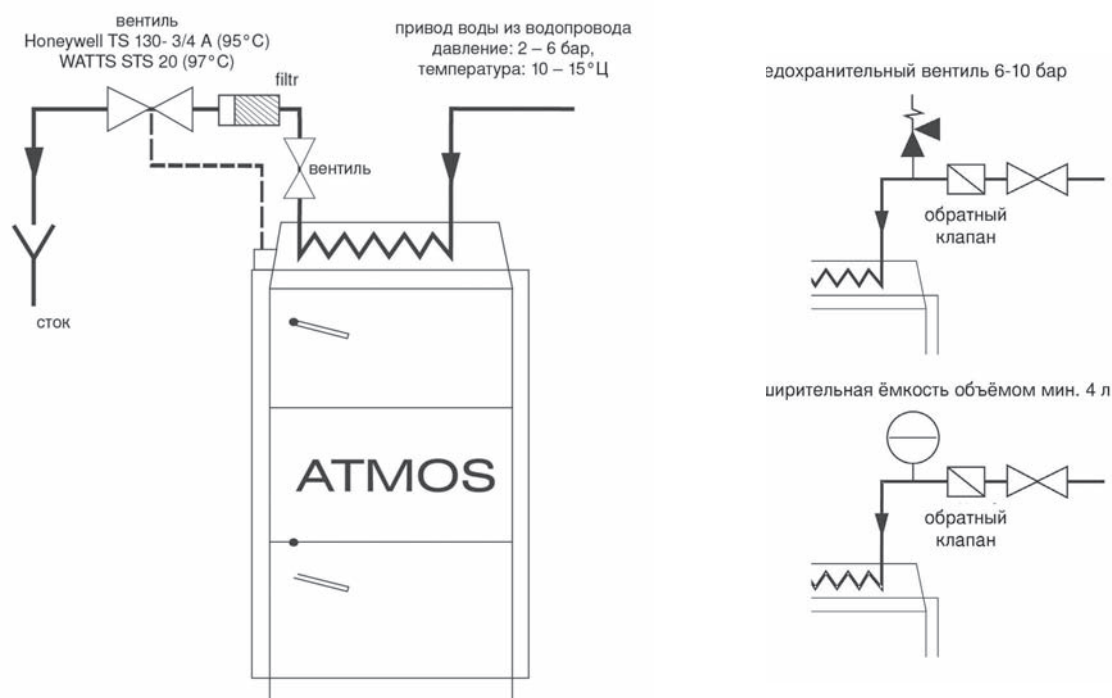 вентиль
Honeywell TS 130- 3/4 A (95°C)
WATTS STS 20 (97°C)
filtr
вентиль
сток
привод воды из водопровода
давление: 2 – 6 бар,
температура: 10 – 15°Ц
ATMOS
едохранительный вентиль 6-10 бар
обратный
клапан
ширительная ёмкость объёмом мин. 4 л
обратный
клапан